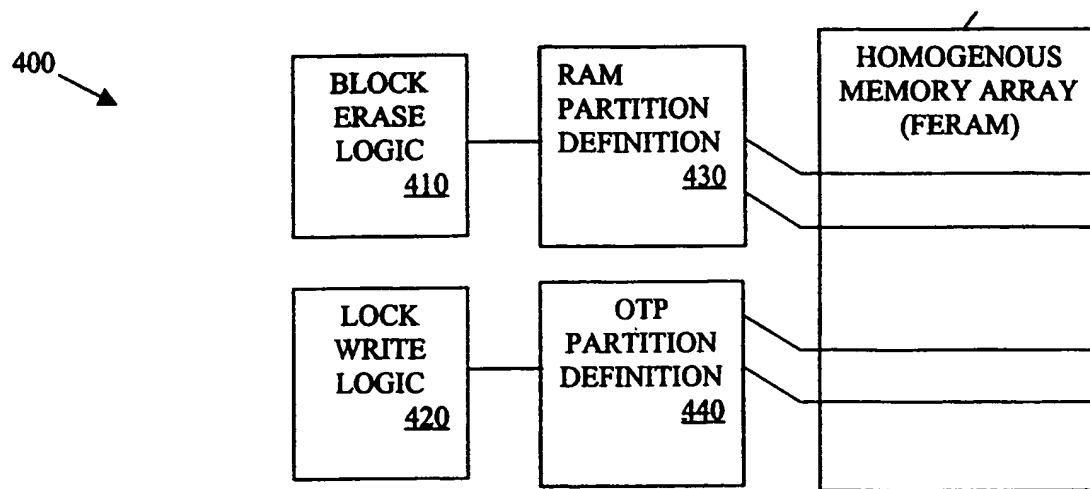 400
BLOCK
ERASE
LOGIC
410
RAM
PARTITION
DEFINITION
430
HOMOGENOUS
MEMORY ARRAY
(FERAM)
LOCK
WRITE
LOGIC
420
OTP
PARTITION
DEFINITION
440